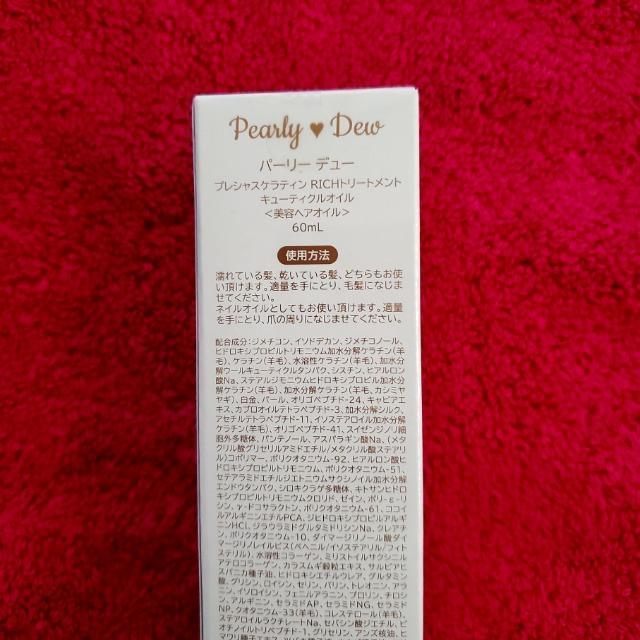 Pearly ♥ Dew
パーリー デュー
プレシャスケラティン RICHトリートメント
キューティクルオイル
<美容ヘアオイル>
60mL
使用方法
濡れている髪、乾いている髪、どちらもお使
い頂けます。適量を手にとり、毛髪になじま
せてください。
ネイルオイルとしてもお使い頂けます。適量
を手にとり、爪の周りになじませてください。
配合成分:ジメチコン、イソドデカン、ジメチコノール、
ヒドロキシプロピルトリモニウム加水分解ケラチン(羊
毛)、ケラチン(羊毛)、水溶性ケラチン(羊毛)、加水分
解ウールキューティクルタンパク、シスチン、ヒアルロン
酸Na、ステアルジモニウムヒドロキシプロピル加水分
解ケラチン(羊毛)、加水分解ケラチン(羊毛、カシミヤ
ヤギ)、白金、パール、オリゴペプチド-24、キャビアエ
キス、カプロオイルテトラペプチド-3、加水分解シルク、
アセチルテトラペプチド-11、イソステアロイル加水分
解ケラチン(羊毛)、オリゴペプチド-41、スイゼンジノリ細
胞外多糖体、パンテノール、アスパラギン酸Na、(メタ
クリル酸グリセリルアミドエチル/メタクリル酸ステアリ
ル)コポリマー、ポリクオタニウム-92、ヒアルロン酸ヒ
ドロキシプロピルトリモニウム、ポリクオタニウム-51、
セテアラミドエチルジエトニウムサクシノイル加水分解
エンドウタンパク、シロキクラゲ多糖体、キトサンヒドロ
キシプロピルトリモニウムクロリド、ゼイン、ポリ-ε-リ
シン、γ-ドコサラクトン、ポリクオタニウム-61、ココイ
ルアルギニンエチルPCA、ジヒドロキシプロピルアルギ
ニンHCl、ジラウラミドグルタミドリシンNa、クレアチ
ン、ポリクオタニウム-10、ダイマージリノール酸ダイ
マージリノレイルビス(ベヘニル/イソステアリル/フィト
ステリル)、水溶性コラーゲン、ミリストイルサクシニル
アテロコラーゲン、カラスムギ穀粒エキス、サルビアヒ
スパニカ種子油、ヒドロキシエチルウレア、グルタミン
酸、グリシン、ロイシン、セリン、バリン、トレオニン、アラ
ニン、イソロイシン、フェニルアラニン、プロリン、チロシ
ン、アルギニン、セラミドAP、セラミドNG、セラミド
NP、クオタニウム-33(羊毛)、コレステロール(羊毛)、
ステアロイルラクチレートNa、セバシン酸ジエチル、ビ
オチノイルトリペプチド-1、グリセリン、アンズ核油、ヒ